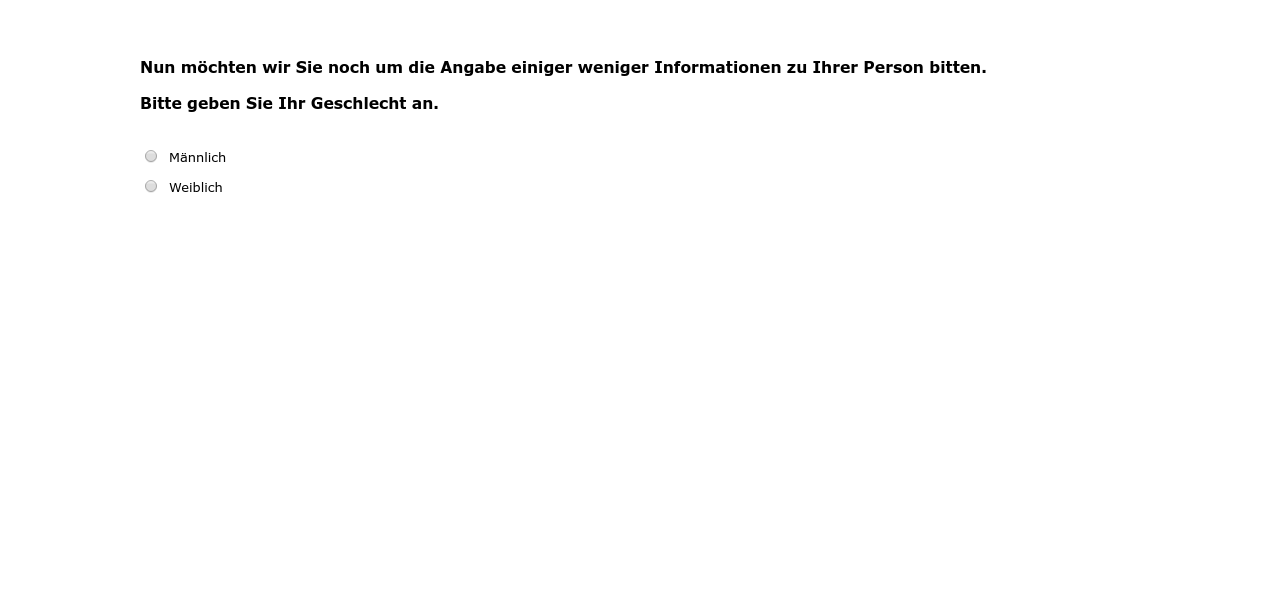 Nun möchten wir Sie noch um die Angabe einiger weniger Informationen zu Ihrer Person bitten.
Bitte geben Sie Ihr Geschlecht an.
Männlich
Weiblich